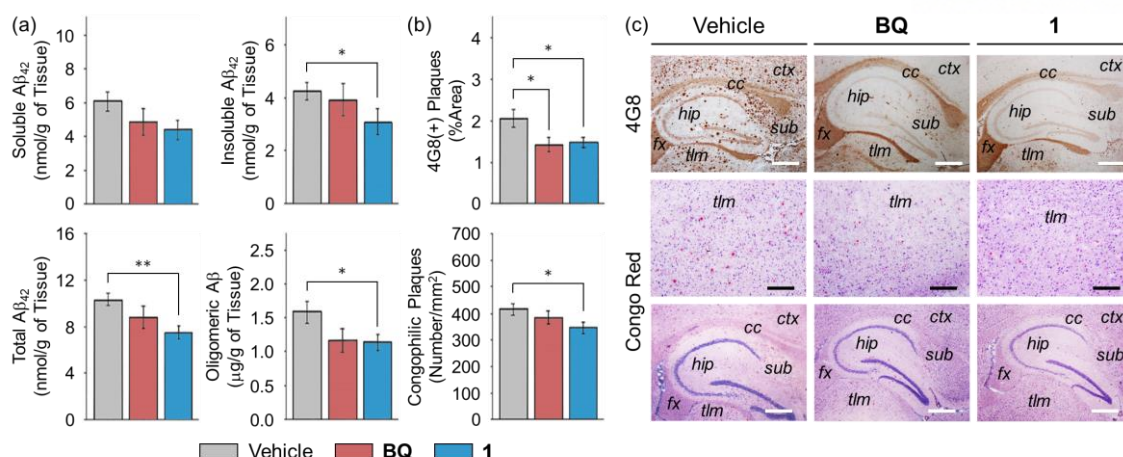 (a)
Soluble Aβ42
(nmol/g of Tissue)
10
8
6
4
2
0
Insoluble Aβ42
(nmol/g of Tissue)
6
4
2
0
*
Total Aβ42
(nmol/g of Tissue)
16
12
8
4
0
**
Oligomeric Aβ
(μg/g of Tissue)
2.5
2.0
1.5
1.0
0.5
0.0
*
(b)
4G8(+) Plaques
(%Area)
4
3
2
1
0
*
*
Congophilic Plaques
(Number/mm²)
700
600
500
400
300
200
100
0
*
Vehicle BQ 1
(c)
Vehicle BQ 1
4G8
cc ctx
hip
sub
fx
tlm
cc ctx
hip
sub
fx
tlm
cc ctx
hip
sub
fx
tlm
Congo Red
tlm
tlm
tlm
cc ctx
hip
sub
fx
tlm
cc ctx
hip
sub
fx
tlm
cc ctx
hip
sub
fx
tlm